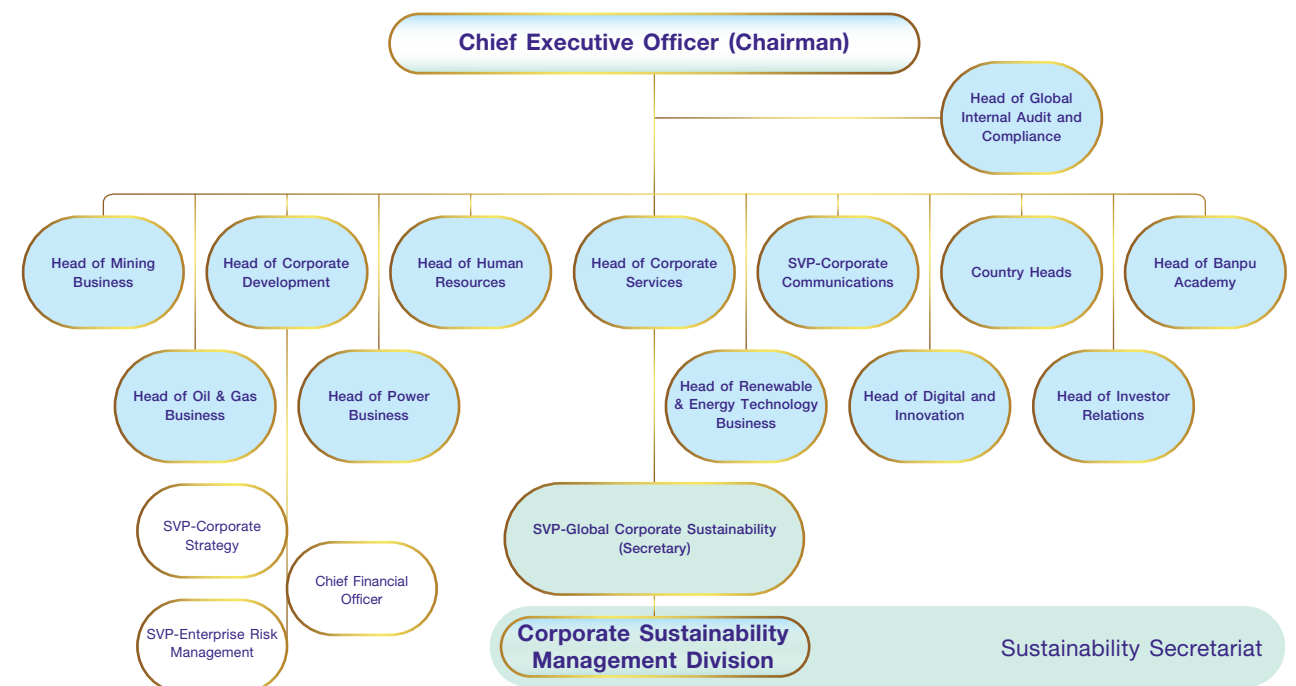 Chief Executive Officer (Chairman)
Head of Global
Internal Audit and
Compliance
Head of Mining
Business
Head of Corporate
Development
Head of Human
Resources
Head of Corporate
Services
SVP-Corporate
Communications
Country Heads
Head of Banpu
Academy
Head of Oil & Gas
Business
Head of Power
Business
Head of Renewable
& Energy Technology
Business
Head of Digital and
Innovation
Head of Investor
Relations
SVP-Corporate
Strategy
SVP-Global Corporate Sustainability
(Secretary)
Chief Financial
Officer
SVP-Enterprise Risk
Management
Corporate Sustainability
Management Division
Sustainability Secretariat